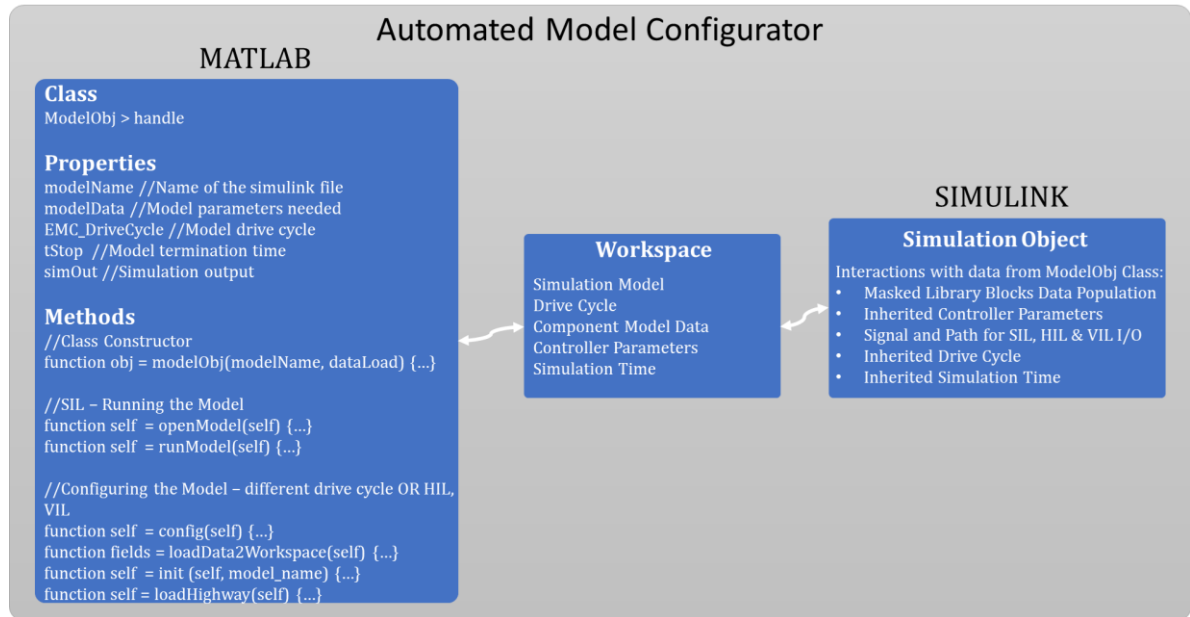 Automated Model Configurator
MATLAB
Class
ModelObj > handle
Properties
modelName //Name of the simulink file
modelData //Model parameters needed
EMC_DriveCycle //Model drive cycle
tStop //Model termination time
simOut //Simulation output
Methods
//Class Constructor
function obj = modelObj(modelName, dataLoad) {...}
//SIL – Running the Model
function self = openModel(self) {...}
function self = runModel(self) {...}
//Configuring the Model – different drive cycle OR HIL,
VIL
function self = config(self) {...}
function fields = loadData2Workspace(self) {...}
function self = init (self, model_name) {...}
function self = loadHighway(self) {...}
Workspace
Simulation Model
Drive Cycle
Component Model Data
Controller Parameters
Simulation Time
SIMULINK
Simulation Object
Interactions with data from ModelObj Class:
• Masked Library Blocks Data Population
• Inherited Controller Parameters
• Signal and Path for SIL, HIL & VIL I/O
• Inherited Drive Cycle
• Inherited Simulation Time